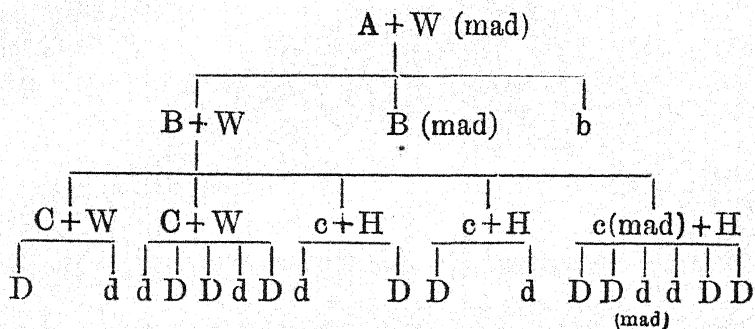 A + W (mad)
B + W B (mad) b
C + W C + W c + H c + H c (mad) + H
D d d D D d D d D D d D D d d D D
(mad)